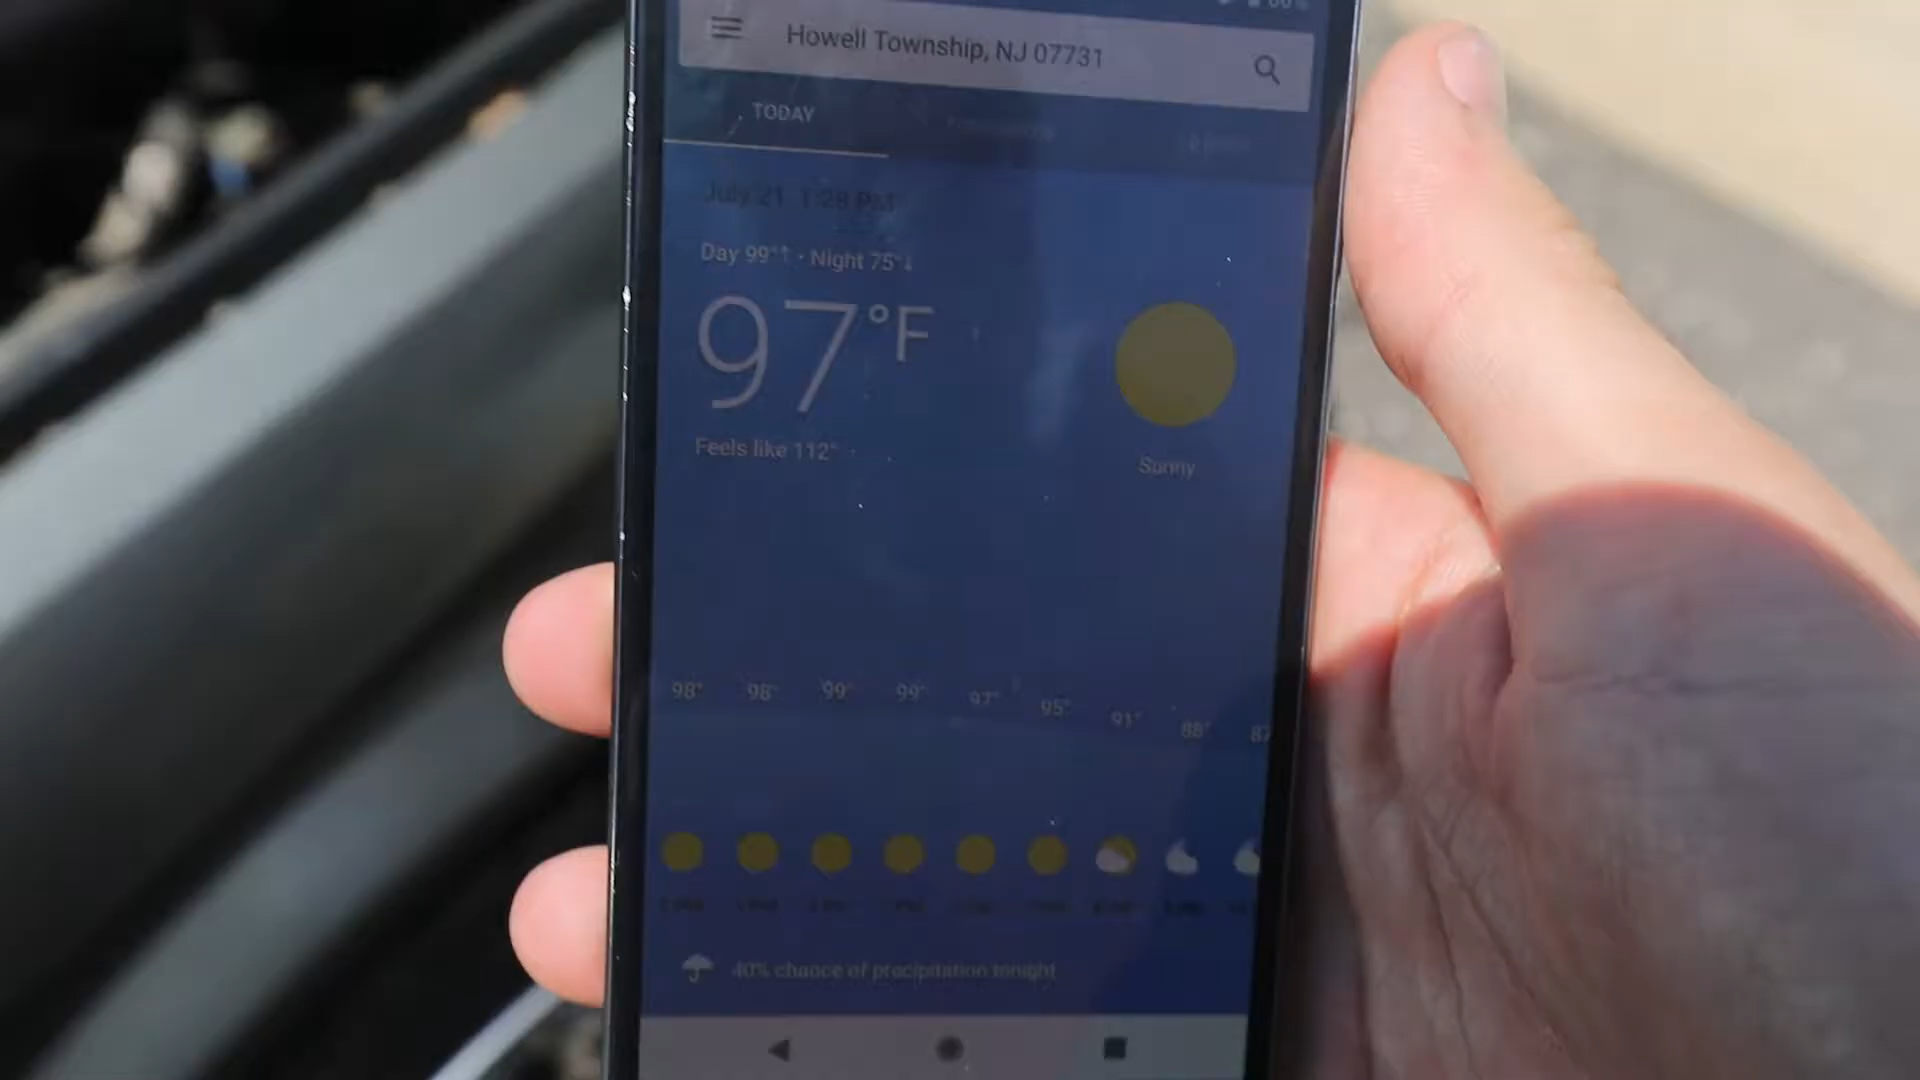 Howell Township, NJ 07731
TODAY
July 21, 1:28 PM
Day 99°↑ · Night 75°↓
97°F
Feels like 112°
Sunny
98° 98° 99° 99° 97° 95° 91° 88° 87
40% chance of precipitation tonight